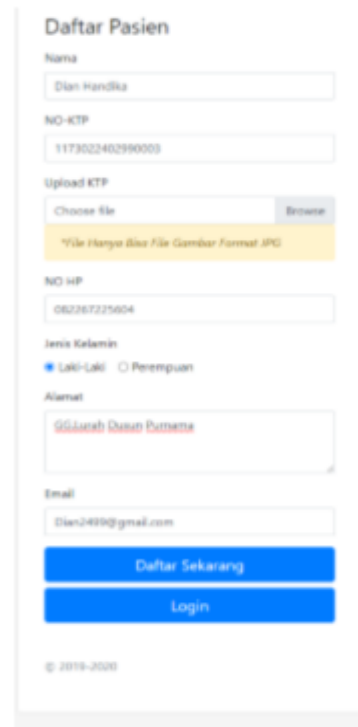 Daftar Pasien
Nama
Dian Handika
NO-KTP
1173022402990003
Upload KTP
Choose file Browse
*File Hanya Bisa File Gambar Format JPG
NO HP
082267225604
Jenis Kelamin
Laki-Laki Perempuan
Alamat
GG.Lurah Dusun Purnama
Email
Dian2499@gmail.com
Daftar Sekarang
Login
© 2019-2020